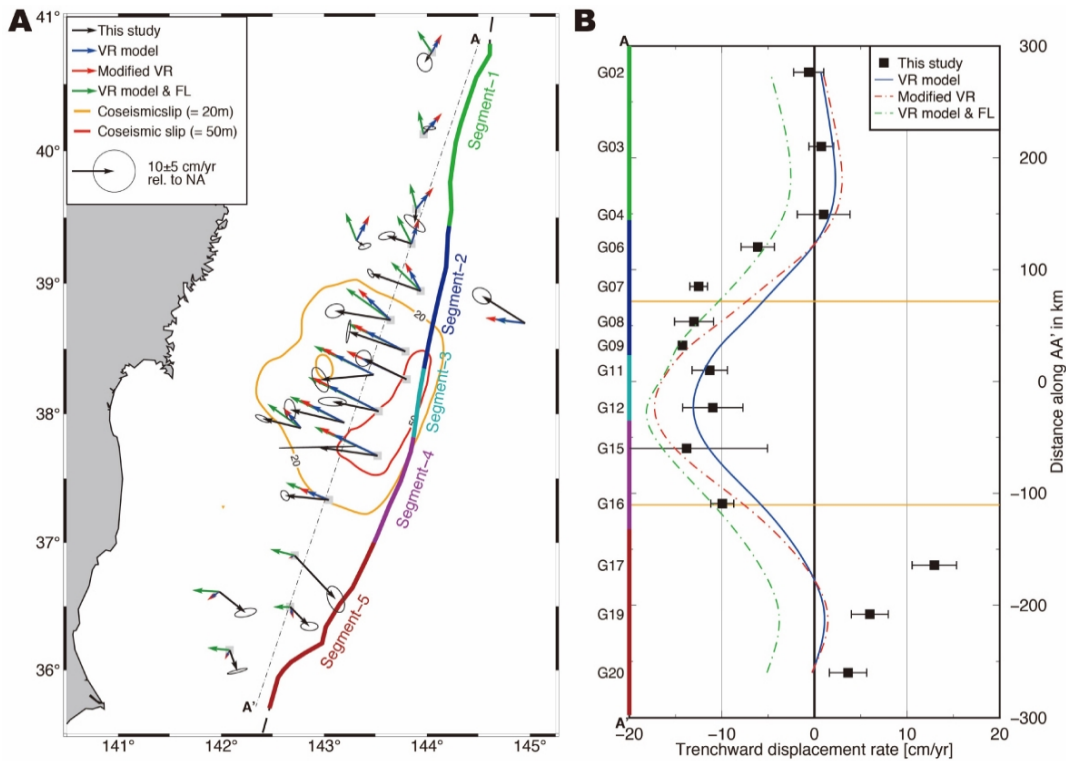 A
41°
40°
39°
38°
37°
36°
141°
142°
143°
144°
145°
This study
VR model
Modified VR
VR model & FL
Coseismicslip (= 20m)
Coseismic slip (= 50m)
10±5 cm/yr
rel. to NA
A
A'
Segment-1
Segment-2
Segment-3
Segment-4
Segment-5
20
50
20
B
A
G02
G03
G04
G06
G07
G08
G09
G11
G12
G15
G16
G17
G19
G20
A'
This study
VR model
Modified VR
VR model & FL
300
200
100
0
-100
-200
-300
Distance along AA' in km
-20
-10
0
10
20
Trenchward displacement rate [cm/yr]